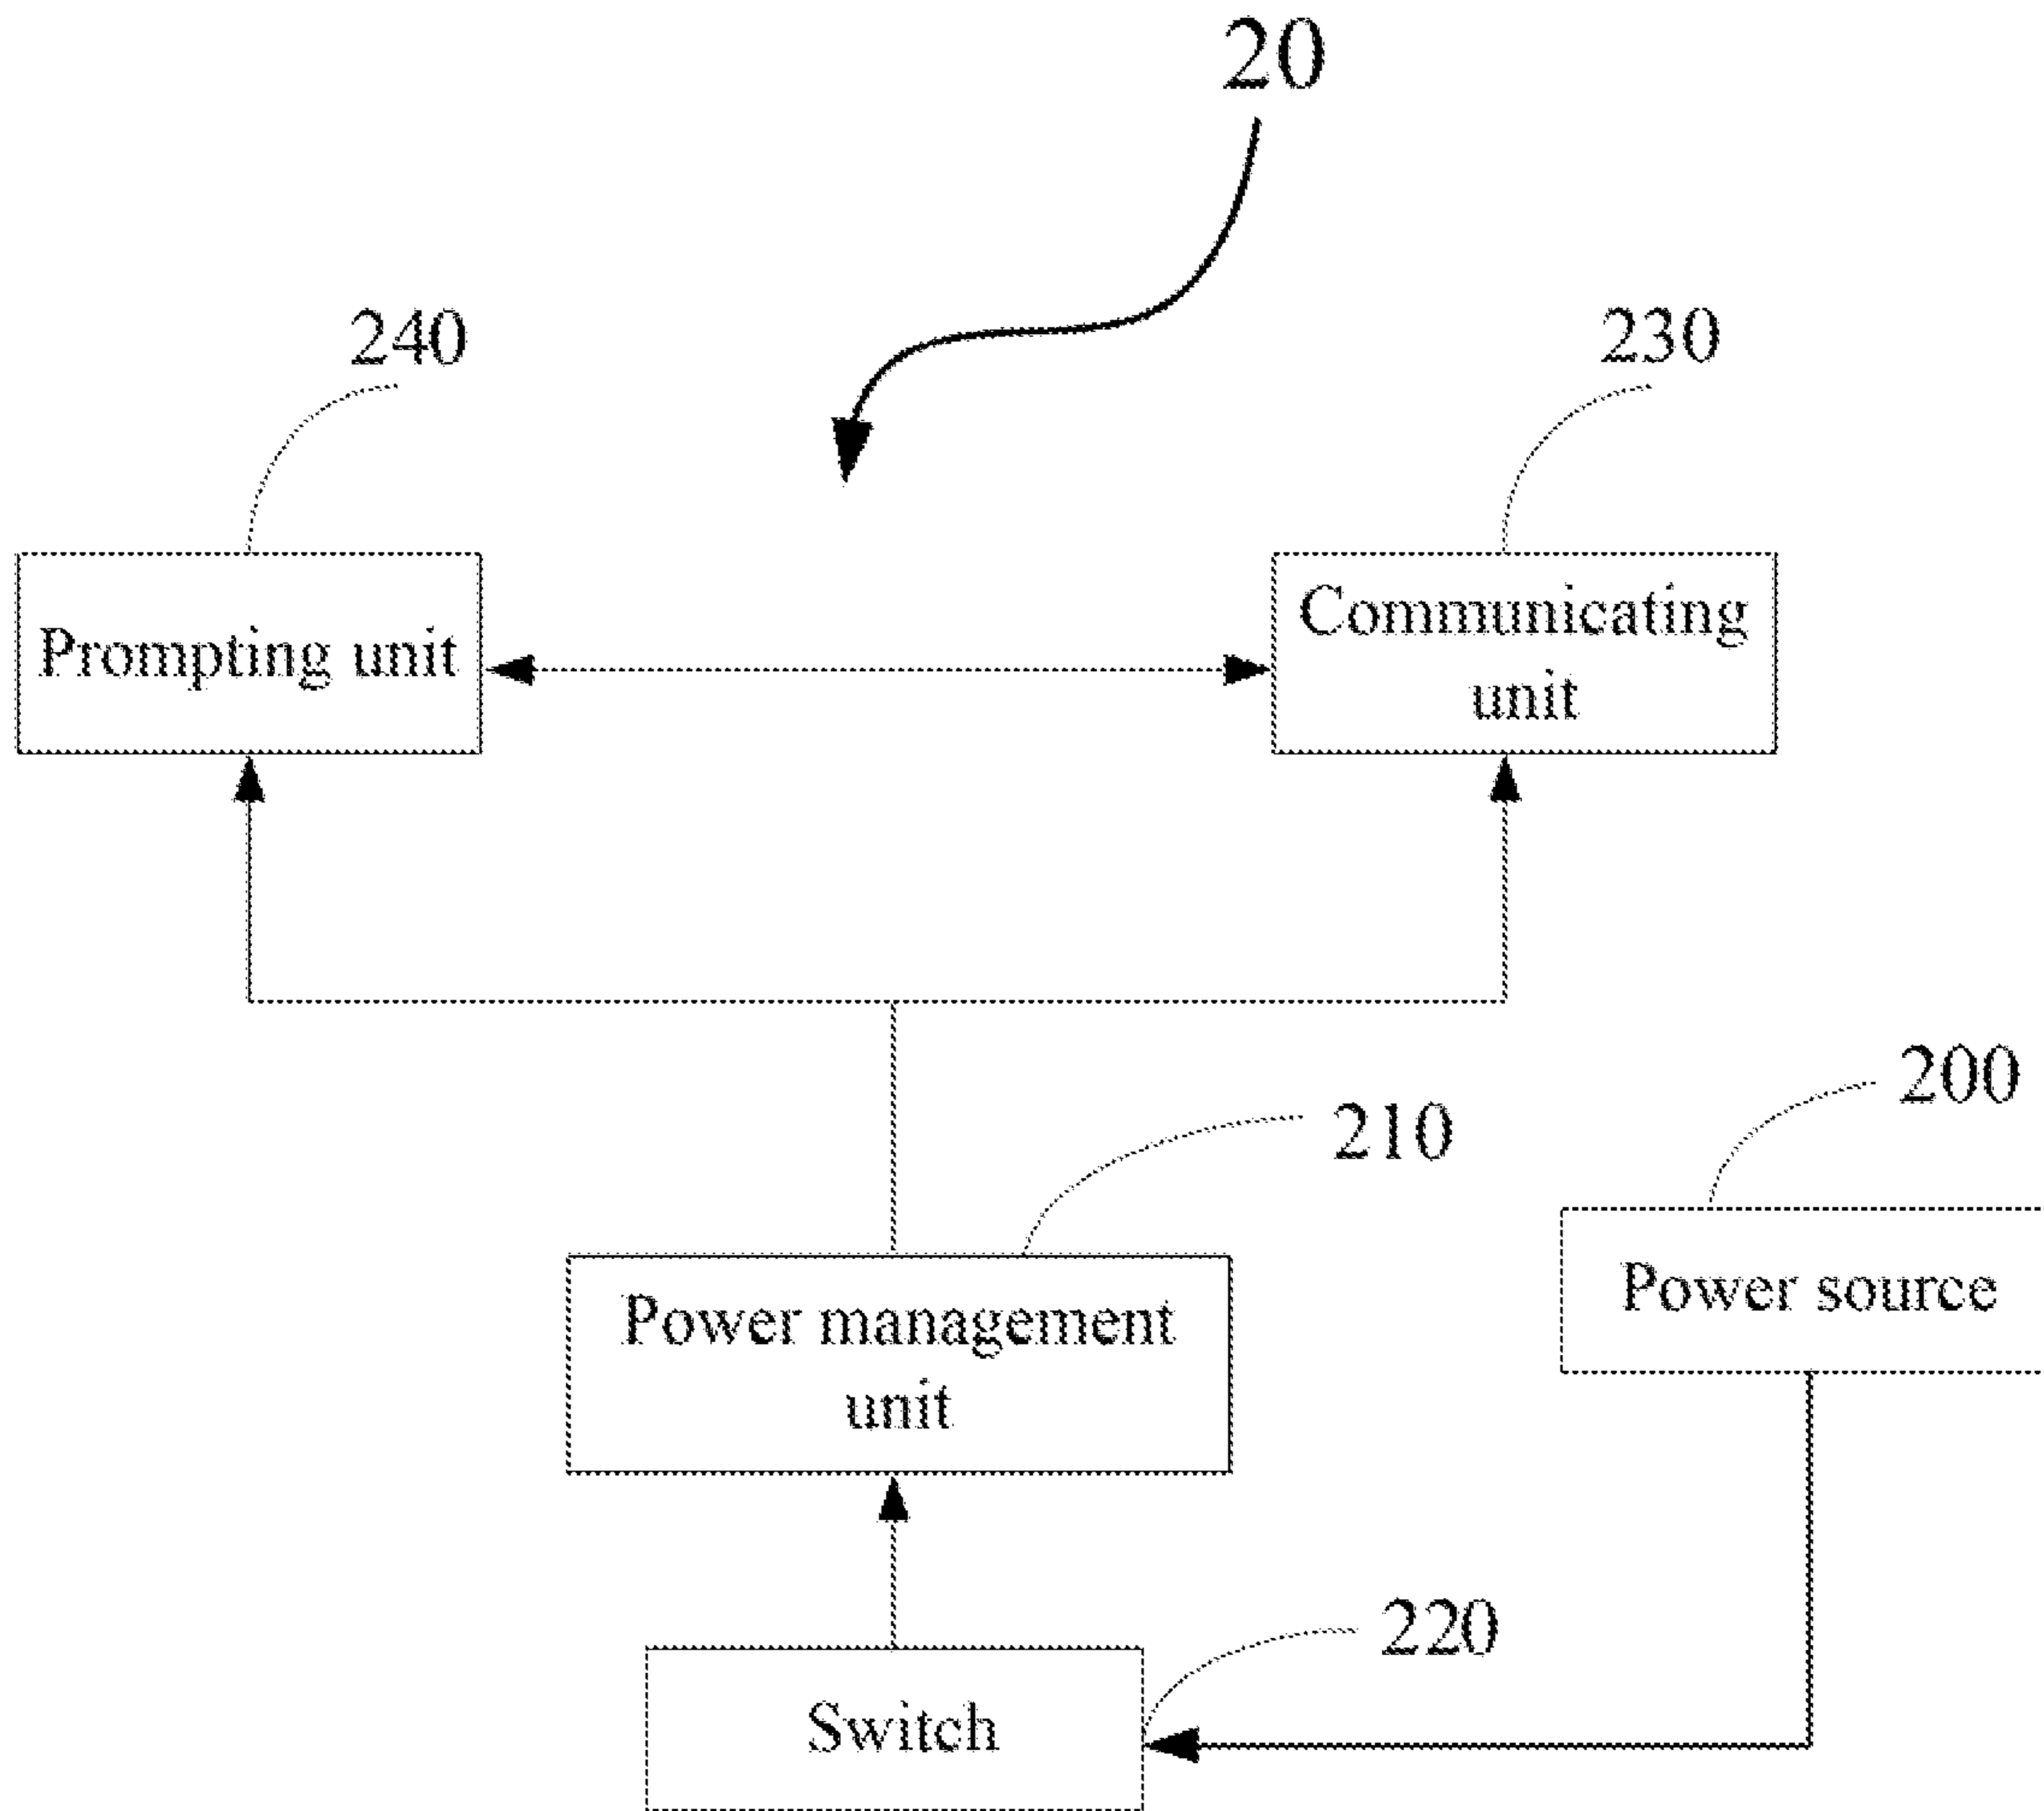 20
240
230
Prompting unit
Communicating
unit
200
210
Power source
Power management
unit
220
Switch